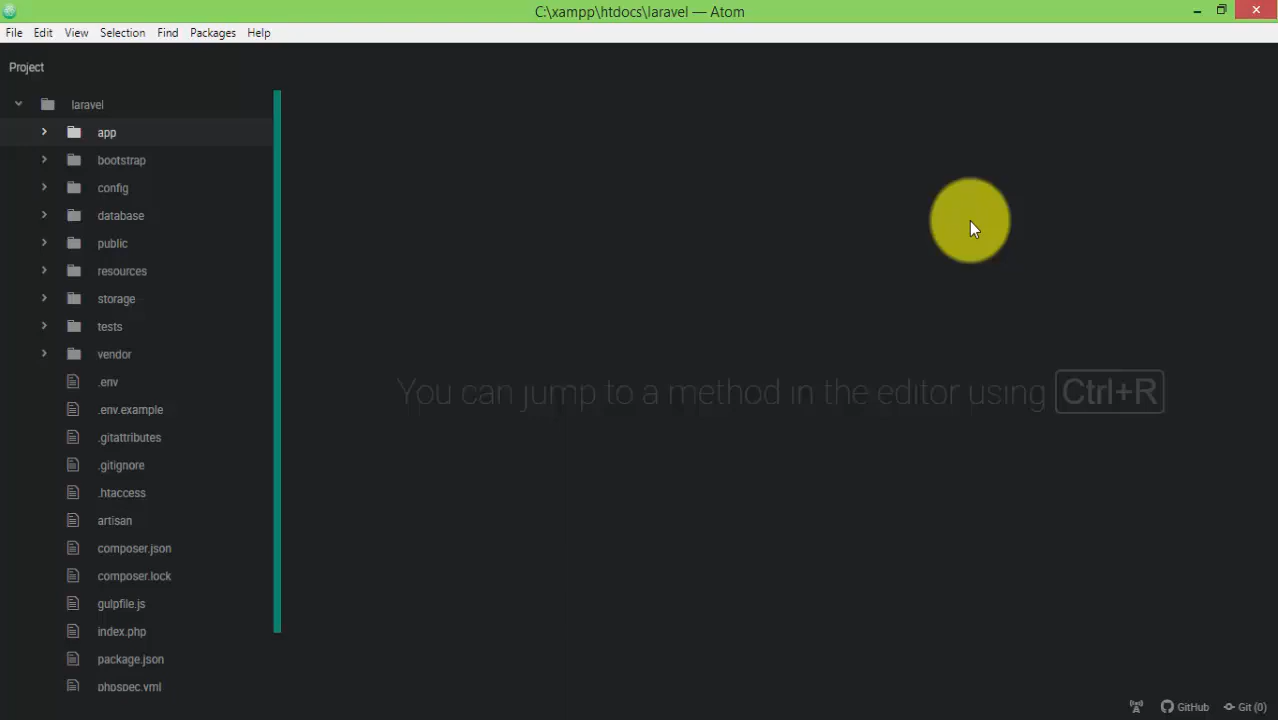 C:\xampp\htdocs\laravel — Atom
File Edit View Selection Find Packages Help
Project
laravel
app
bootstrap
config
database
public
resources
storage
tests
vendor
.env
.env.example
.gitattributes
.gitignore
.htaccess
artisan
composer.json
composer.lock
gulpfile.js
index.php
package.json
phpspec.yml
You can jump to a method in the editor using Ctrl+R
GitHub Git (0)